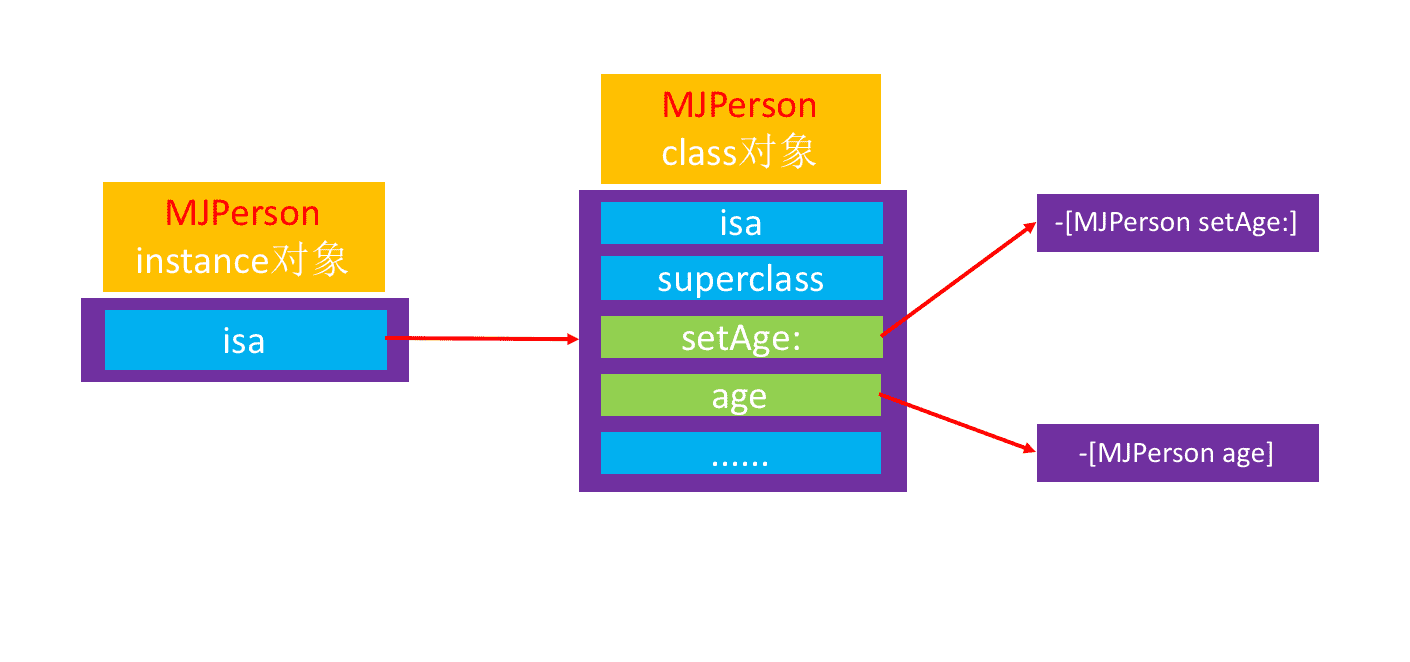 MJPerson
instance对象
isa
MJPerson
class对象
isa
superclass
setAge:
age
......
-[MJPerson setAge:]
-[MJPerson age]